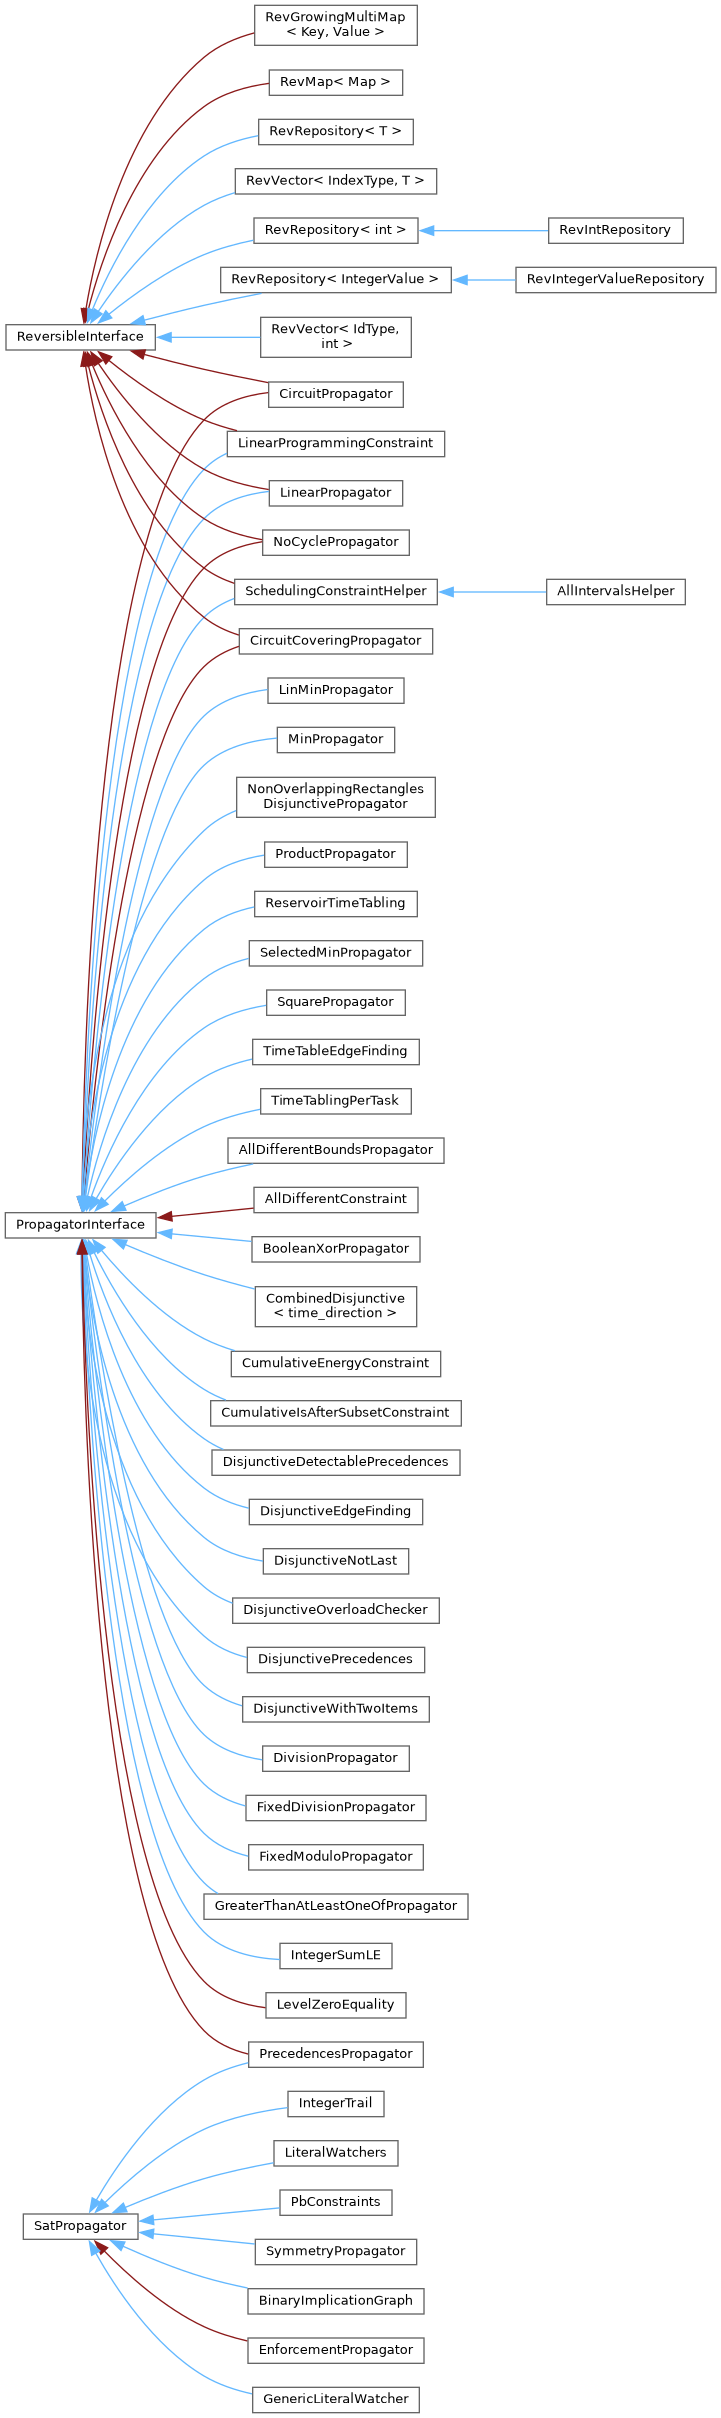 RevGrowingMultiMap
< Key, Value >
RevMap< Map >
RevRepository< T >
RevVector< IndexType, T >
RevRepository< int >
RevIntRepository
RevRepository< IntegerValue >
RevIntegerValueRepository
ReversibleInterface
RevVector< IdType,
int >
CircuitPropagator
LinearProgrammingConstraint
LinearPropagator
NoCyclePropagator
SchedulingConstraintHelper
AllIntervalsHelper
CircuitCoveringPropagator
LinMinPropagator
MinPropagator
NonOverlappingRectangles
DisjunctivePropagator
ProductPropagator
ReservoirTimeTabling
SelectedMinPropagator
SquarePropagator
TimeTableEdgeFinding
TimeTablingPerTask
AllDifferentBoundsPropagator
AllDifferentConstraint
PropagatorInterface
BooleanXorPropagator
CombinedDisjunctive
< time_direction >
CumulativeEnergyConstraint
CumulativeIsAfterSubsetConstraint
DisjunctiveDetectablePrecedences
DisjunctiveEdgeFinding
DisjunctiveNotLast
DisjunctiveOverloadChecker
DisjunctivePrecedences
DisjunctiveWithTwoItems
DivisionPropagator
FixedDivisionPropagator
FixedModuloPropagator
GreaterThanAtLeastOneOfPropagator
IntegerSumLE
LevelZeroEquality
PrecedencesPropagator
IntegerTrail
LiteralWatchers
PbConstraints
SatPropagator
SymmetryPropagator
BinaryImplicationGraph
EnforcementPropagator
GenericLiteralWatcher